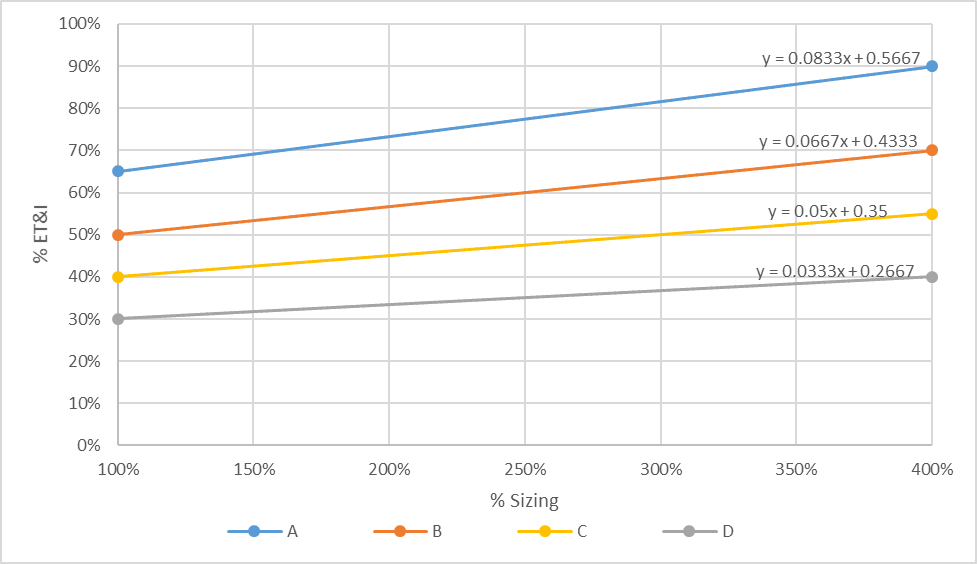 100%
90%
80%
70%
60%
50%
40%
30%
20%
10%
0%
% ET&I
y = 0.0833x + 0.5667
y = 0.0667x + 0.4333
y = 0.05x + 0.35
y = 0.0333x + 0.2667
100% 150% 200% 250% 300% 350% 400%
% Sizing
A B C D